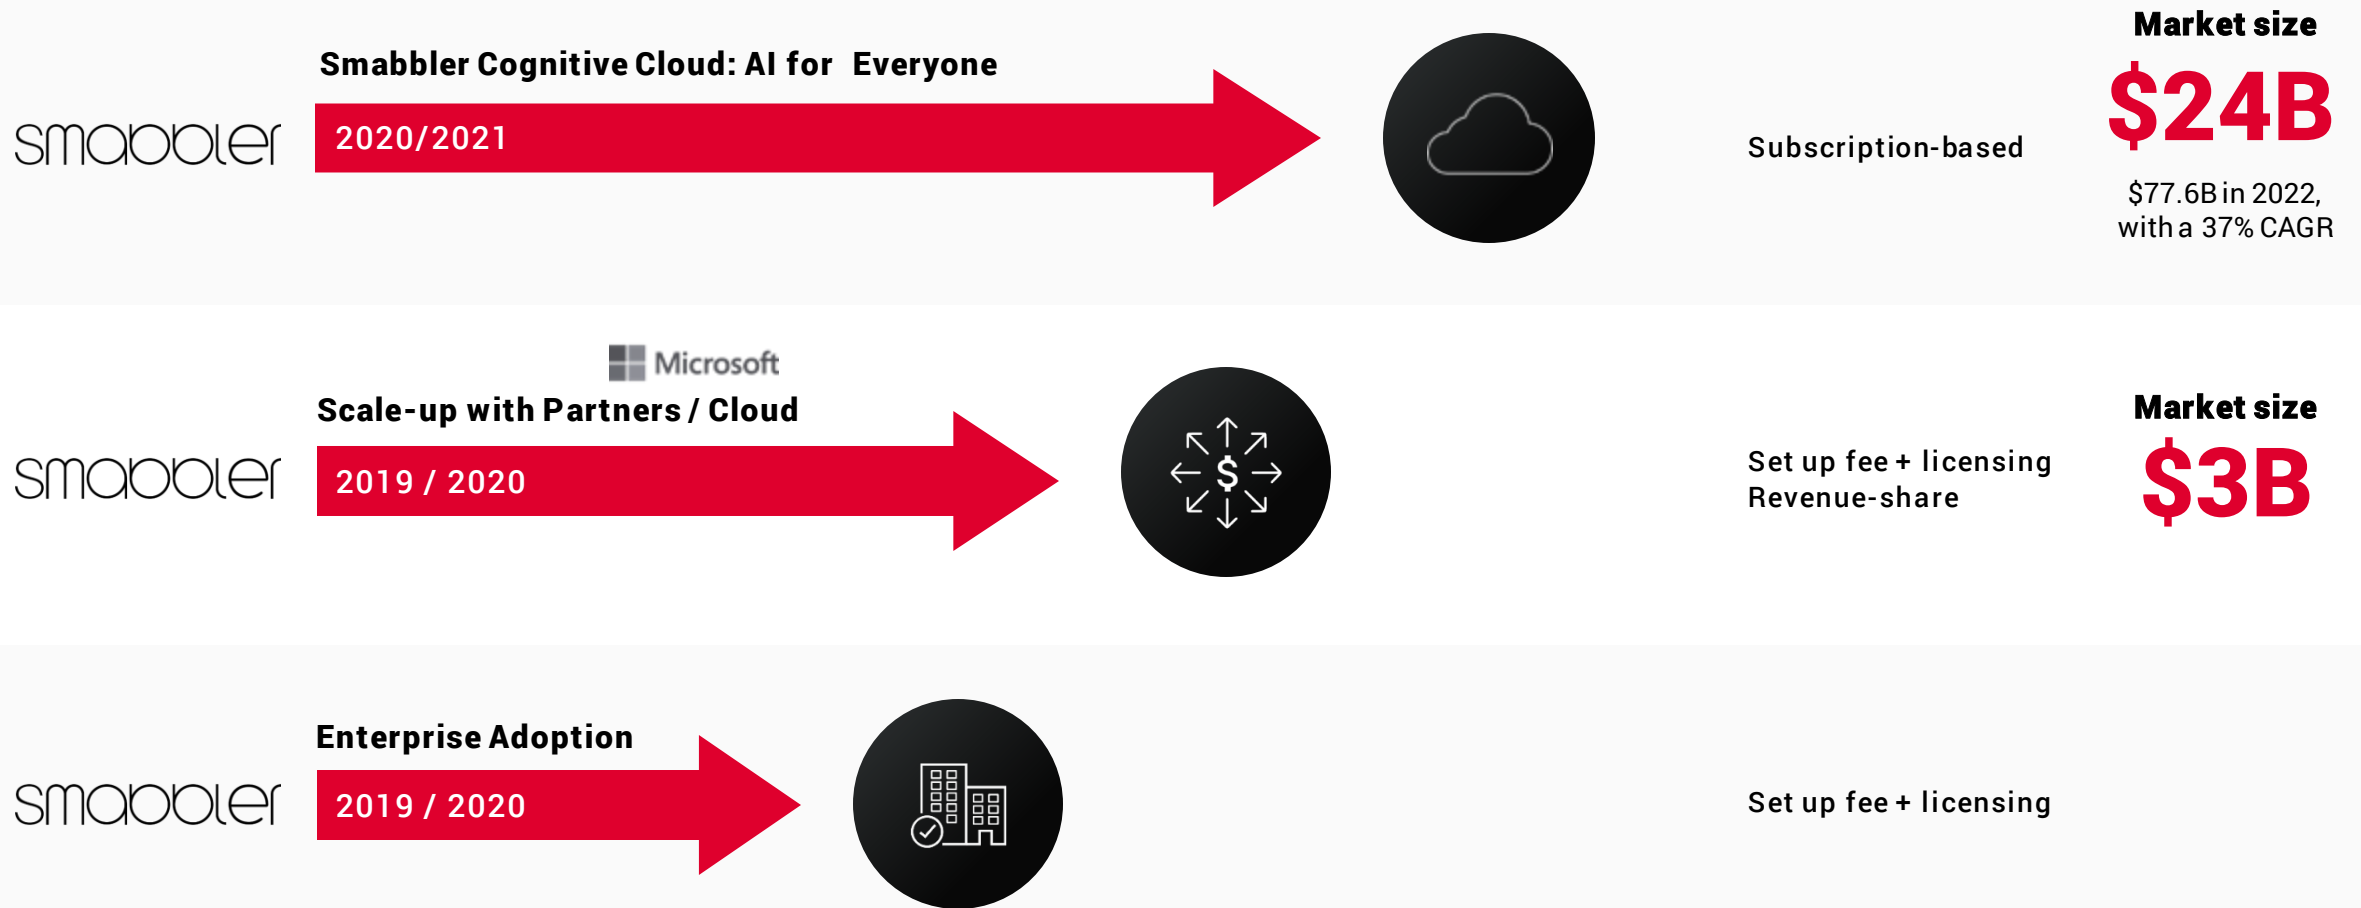 Market size
Smabbler Cognitive Cloud: AI for Everyone
$24B
smabbler
2020/2021
Subscription-based
$77.6B in 2022,
with a 37% CAGR
Microsoft
Scale-up with Partners / Cloud
Market size
smabbler
2019 / 2020
Set up fee + licensing
Revenue-share
$
$3B
Enterprise Adoption
smabbler
2019 / 2020
Set up fee + licensing